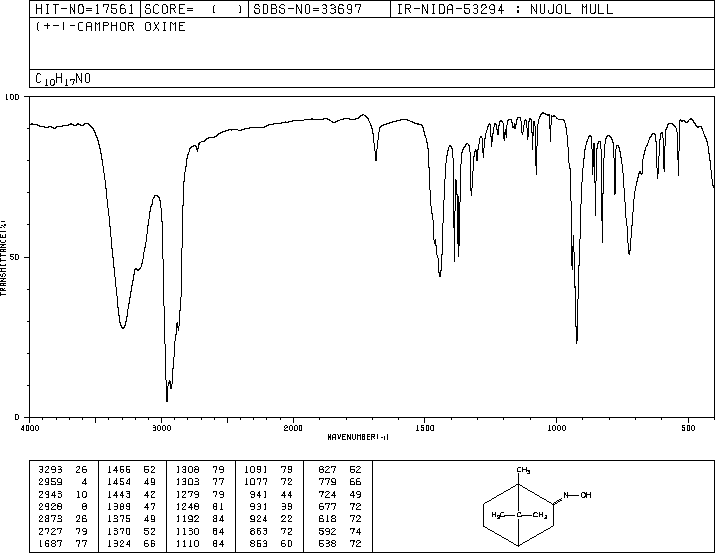 HIT-NO=17561 SCORE= ( ) SDBS-NO=33697 IR-NIDA-53294 : NUJOL MULL
(+-)-CAMPHOR OXIME
C10H17NO
100
50
0
TRANSMITTANCE(%)
4000 3000 2000 1500 1000 500
WAVENUMBER(-1)
3293 26 1466 52 1308 79 1091 79 827 52
2959 4 1454 49 1303 77 1077 72 779 66
2943 10 1443 42 1279 79 941 44 724 49
2928 8 1389 47 1248 81 931 39 677 72
2873 26 1375 49 1192 84 924 22 618 72
2727 79 1370 52 1130 84 863 72 592 74
1687 77 1324 66 1110 84 853 60 538 72
CH3
N OH
H3C C CH3